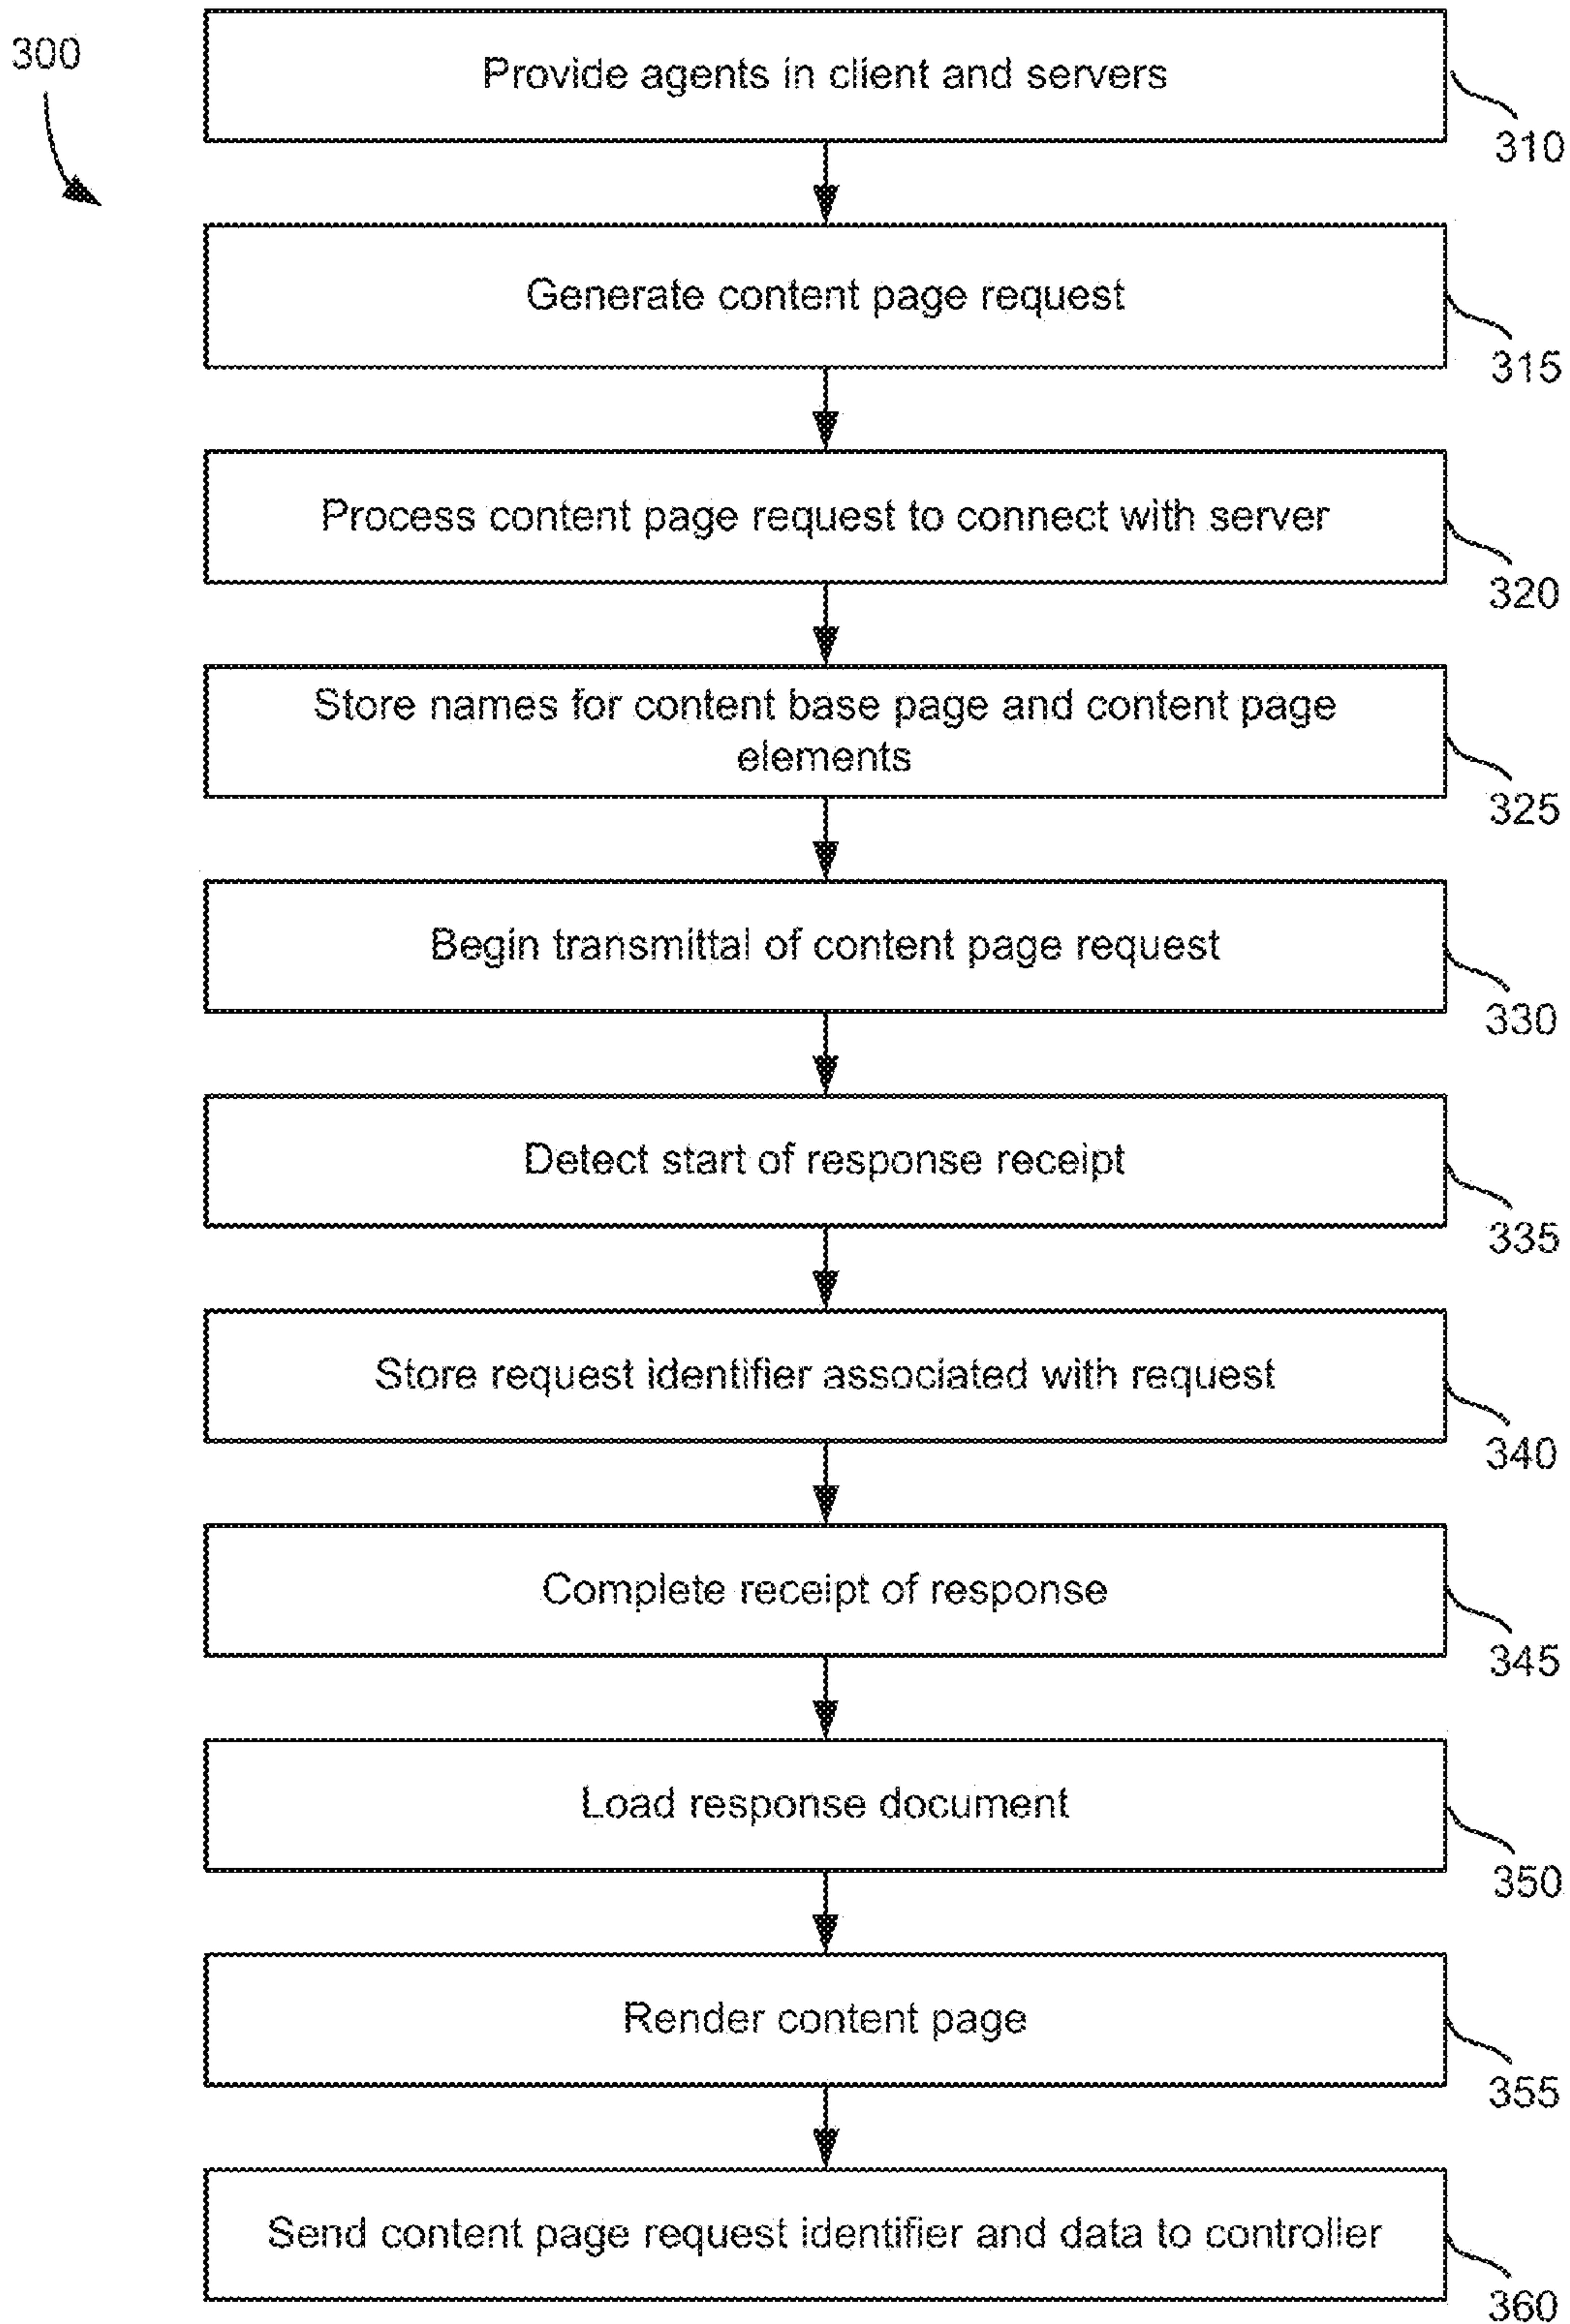 300
Provide agents in client and servers
310
Generate content page request
315
Process content page request to connect with server
320
Store names for content base page and content page
elements
325
Begin transmittal of content page request
330
Detect start of response receipt
335
Store request identifier associated with request
340
Complete receipt of response
345
Load response document
350
Render content page
355
Send content page request identifier and data to controller
360